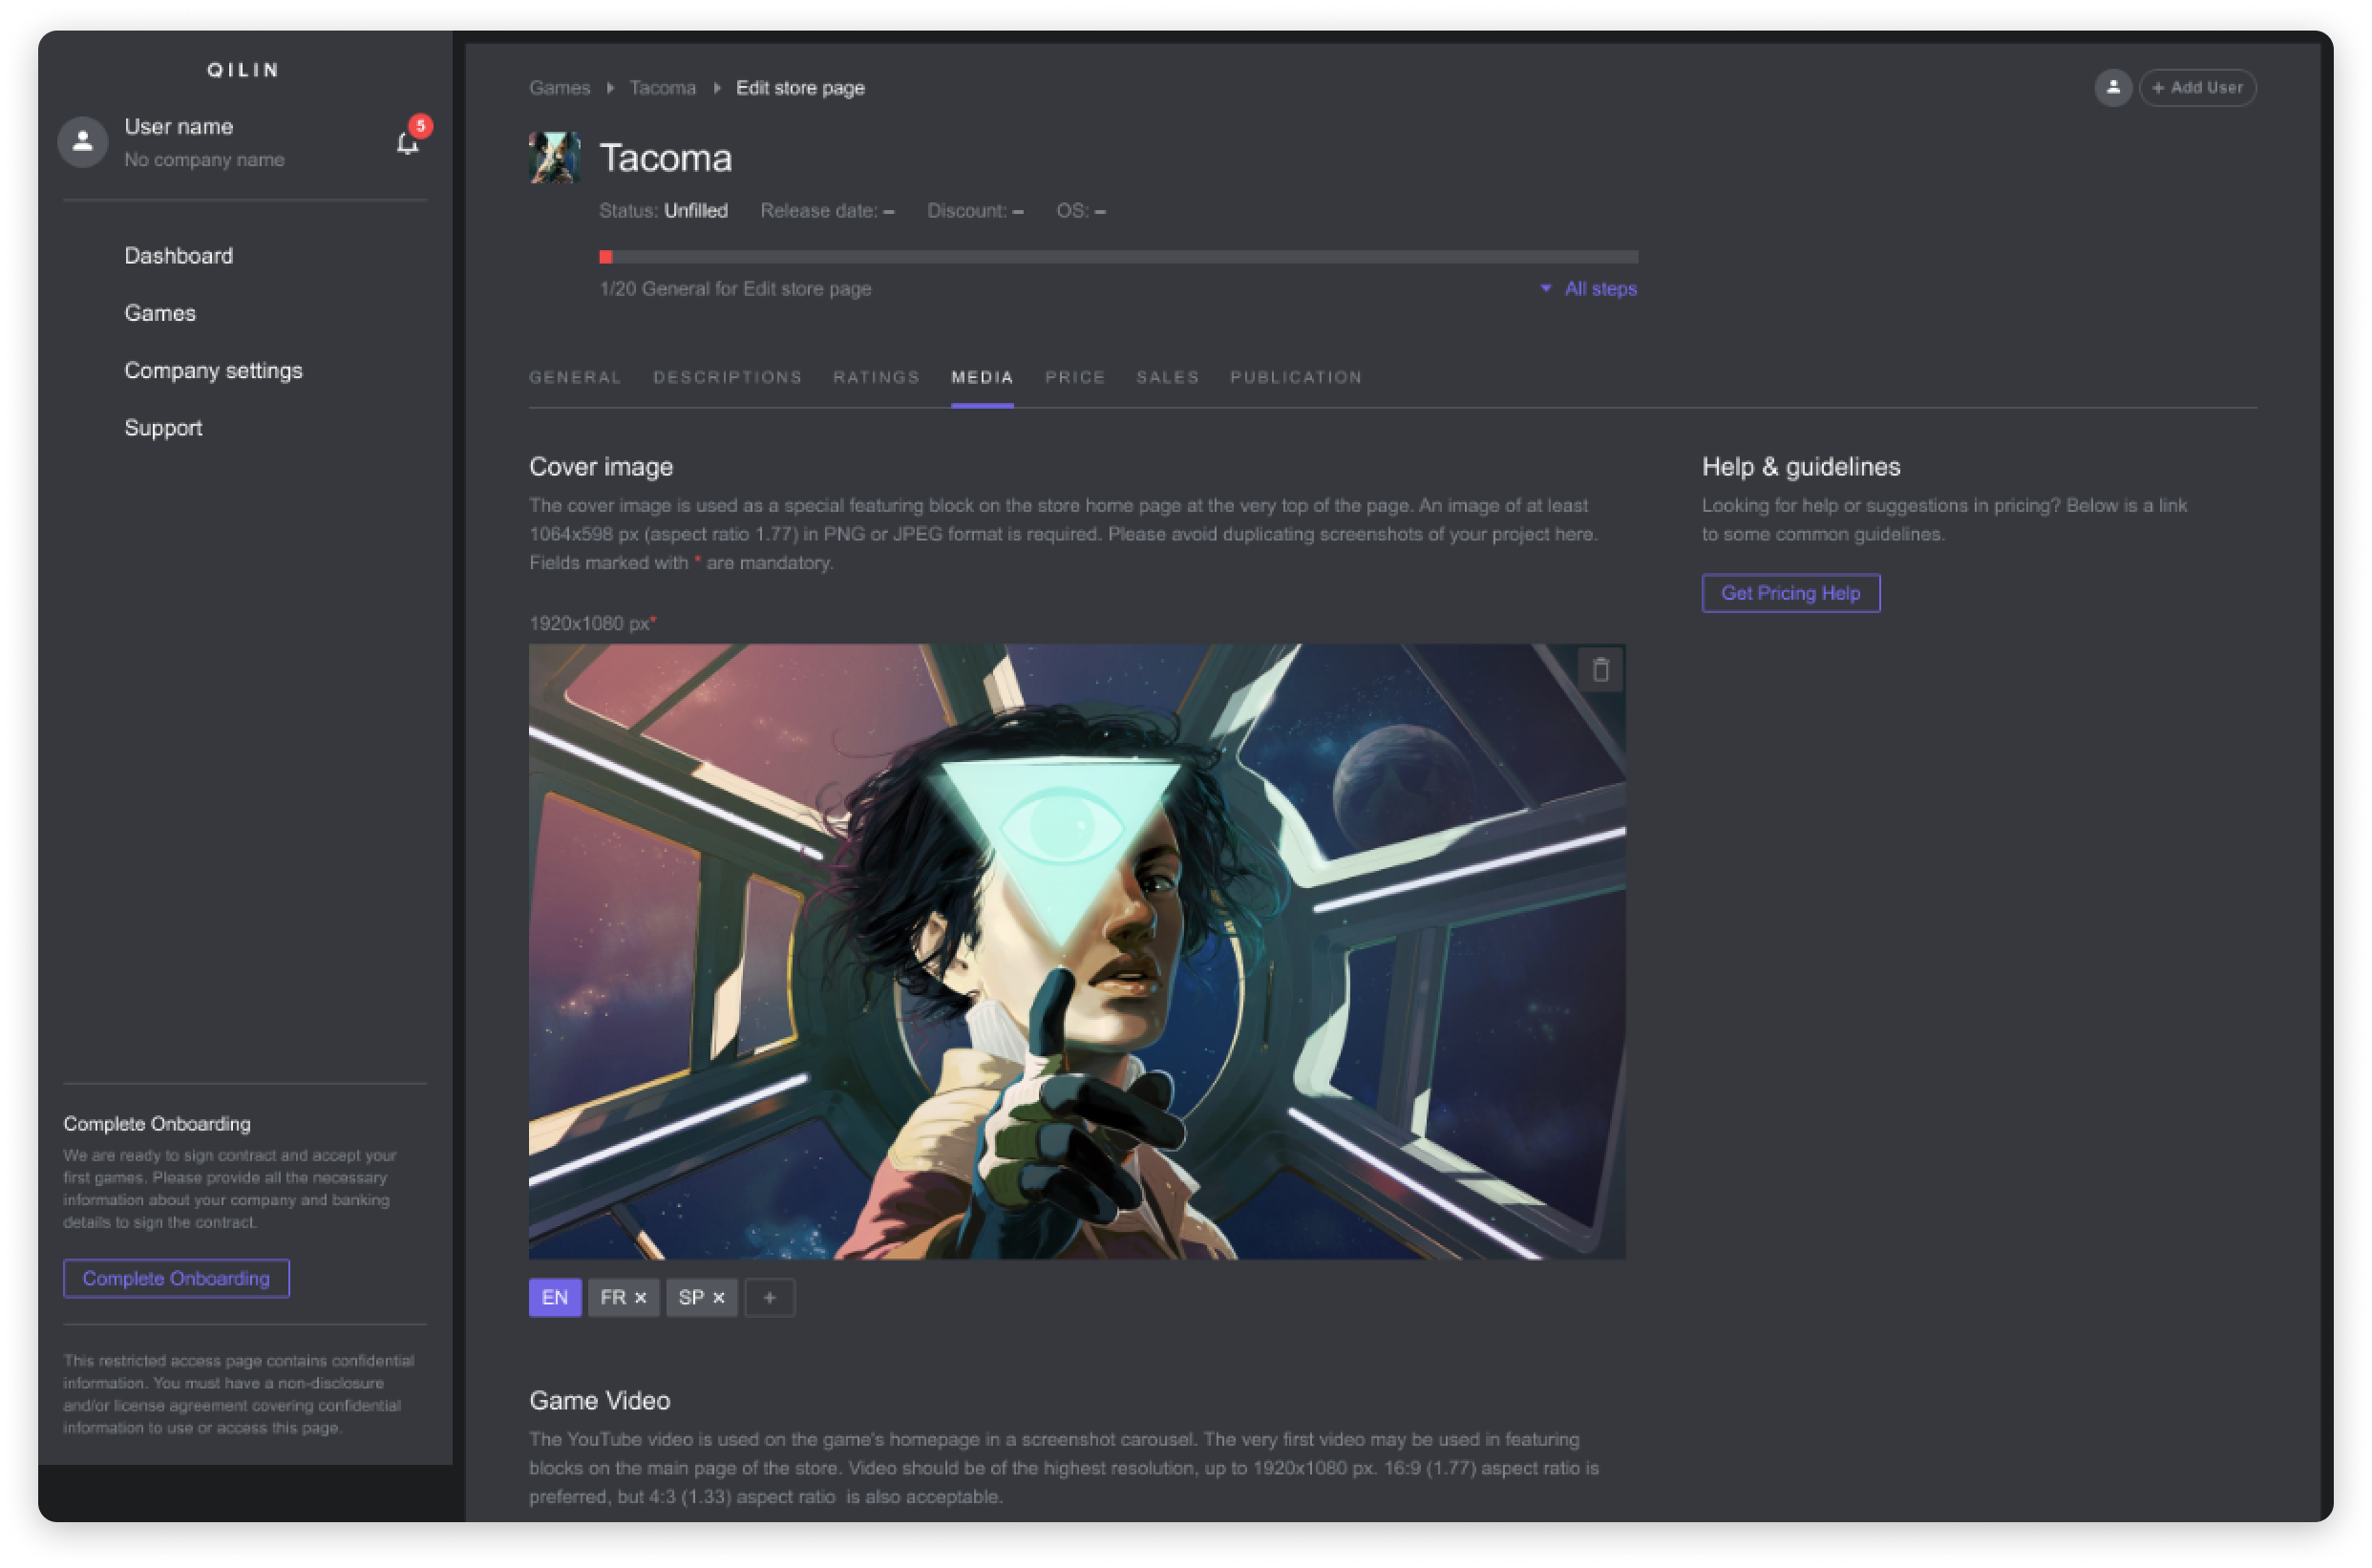 QILIN
User name
5
No company name
Dashboard
Games
Company settings
Support
Complete Onboarding
We are ready to sign contract and accept your
first games. Please provide all the necessary
information about your company and banking
details to sign the contract.
Complete Onboarding
This restricted access page contains confidential
information. You must have a non-disclosure
and/or license agreement covering confidential
information to use or access this page.
Games Tacoma Edit store page
+ Add User
Tacoma
Status: Unfilled Release date: – Discount: – OS: –
1/20 General for Edit store page
All steps
GENERAL DESCRIPTIONS RATINGS MEDIA PRICE SALES PUBLICATION
Cover image
The cover image is used as a special featuring block on the store home page at the very top of the page. An image of at least
1064x598 px (aspect ratio 1.77) in PNG or JPEG format is required. Please avoid duplicating screenshots of your project here.
Fields marked with * are mandatory.
1920x1080 px*
EN FR × SP × +
Game Video
The YouTube video is used on the game's homepage in a screenshot carousel. The very first video may be used in featuring
blocks on the main page of the store. Video should be of the highest resolution, up to 1920x1080 px. 16:9 (1.77) aspect ratio is
preferred, but 4:3 (1.33) aspect ratio is also acceptable.
Help & guidelines
Looking for help or suggestions in pricing? Below is a link
to some common guidelines.
Get Pricing Help